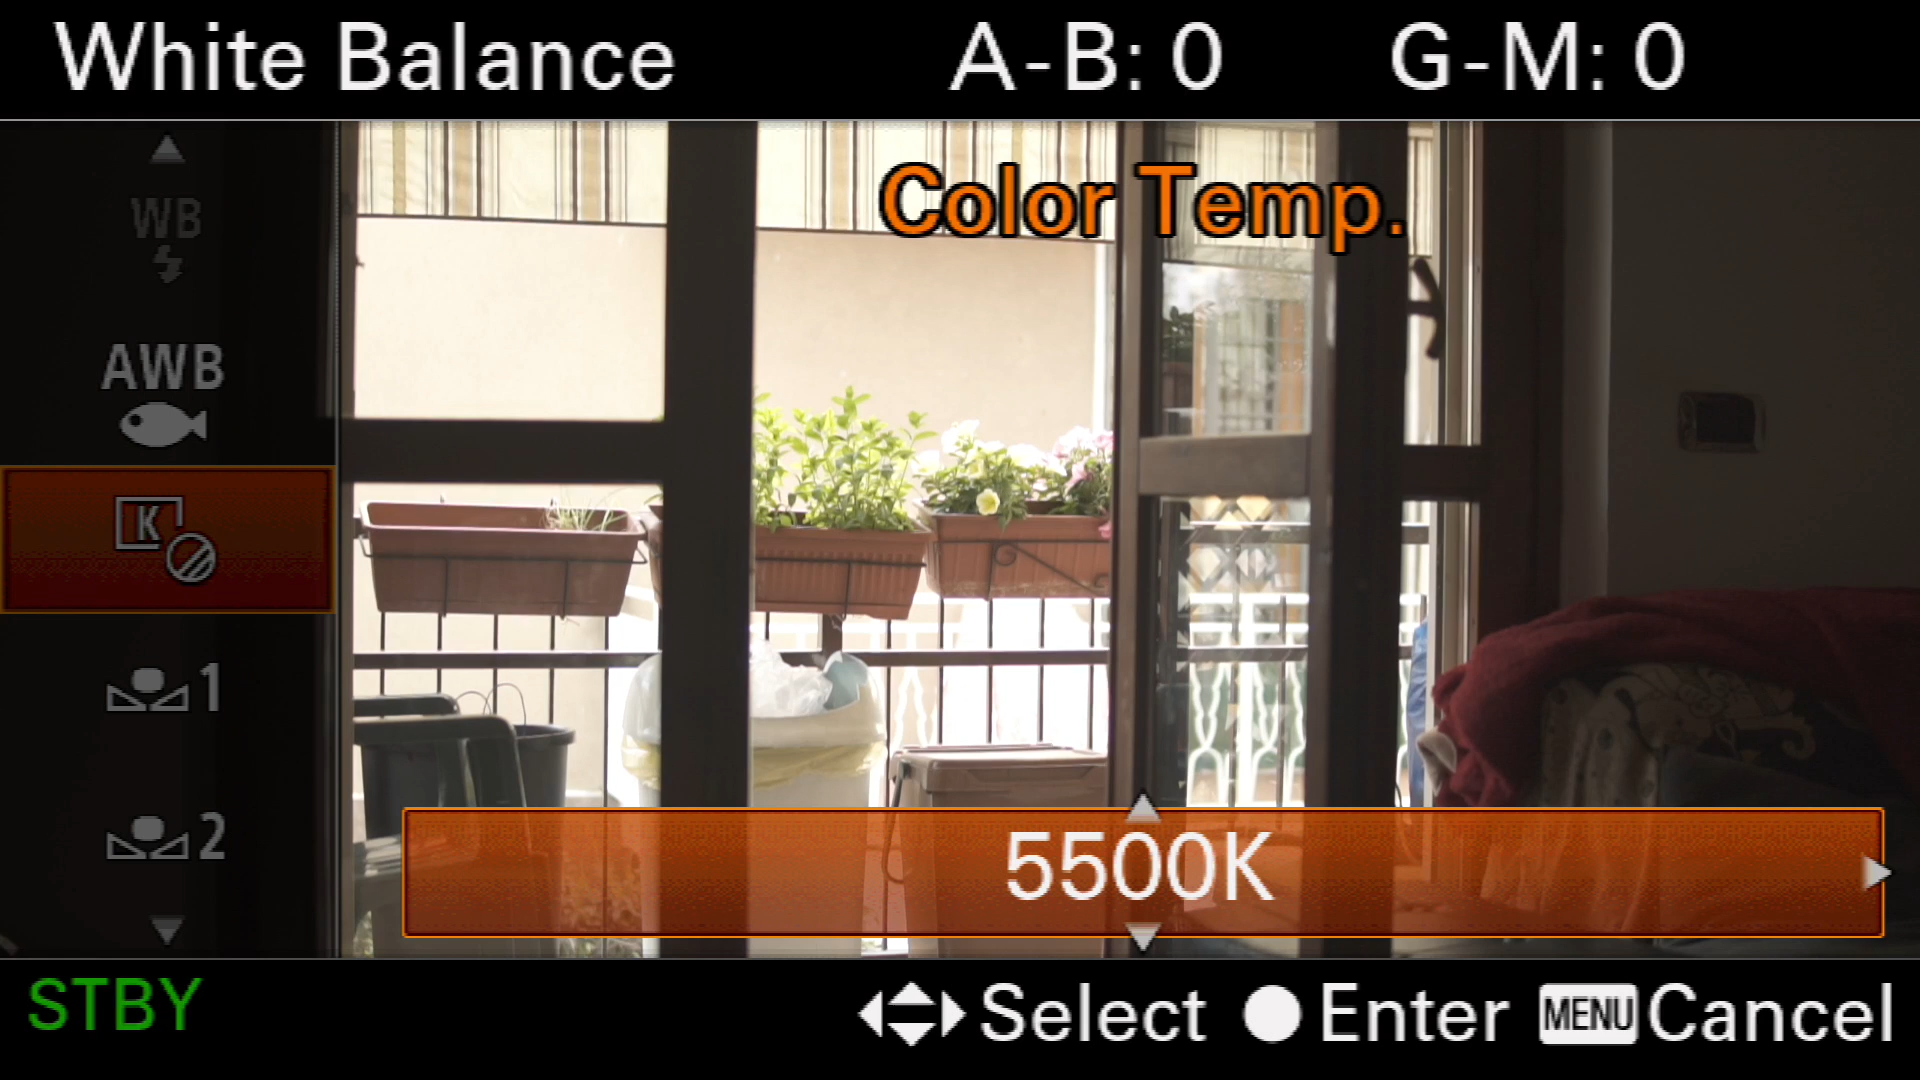 White Balance A-B: 0 G-M: 0
Color Temp.
WB
AWB
K
1
2
5500K
STBY Select Enter MENU Cancel